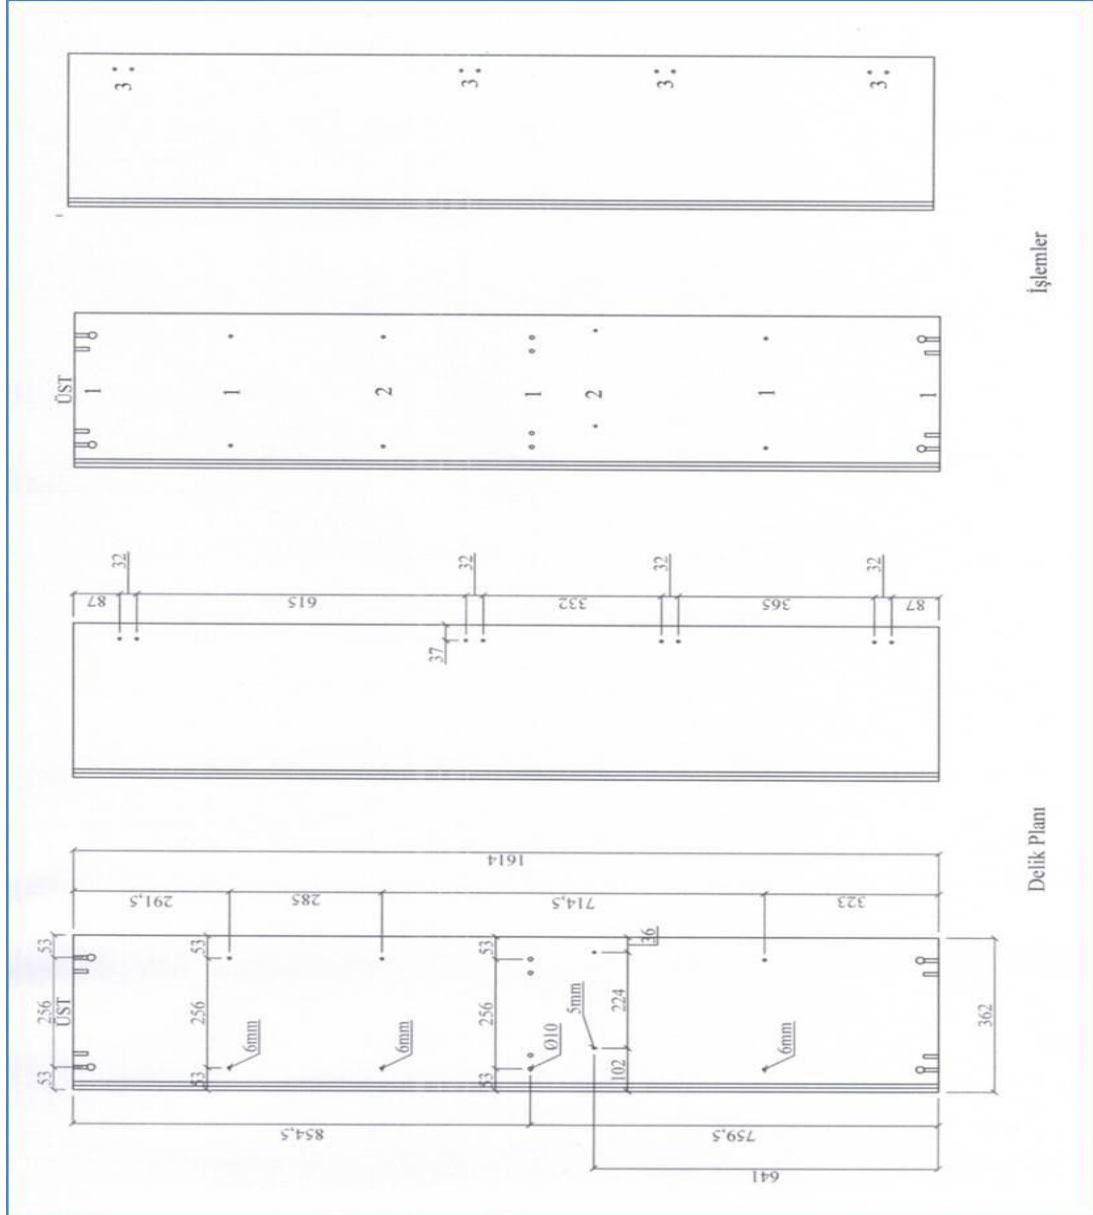 3 3 3 3
İşlemler
ÜST
1 1 2 1 2 1 1
32 32 32 32
87 615 332 365 87
37
Delik Planı
1614
291,5 285 714,5 323
53 53 53 36
256 256 256 224
ÜST
6mm 6mm Ø10 5mm 6mm
53 53 53 102
362
854,5 759,5
641